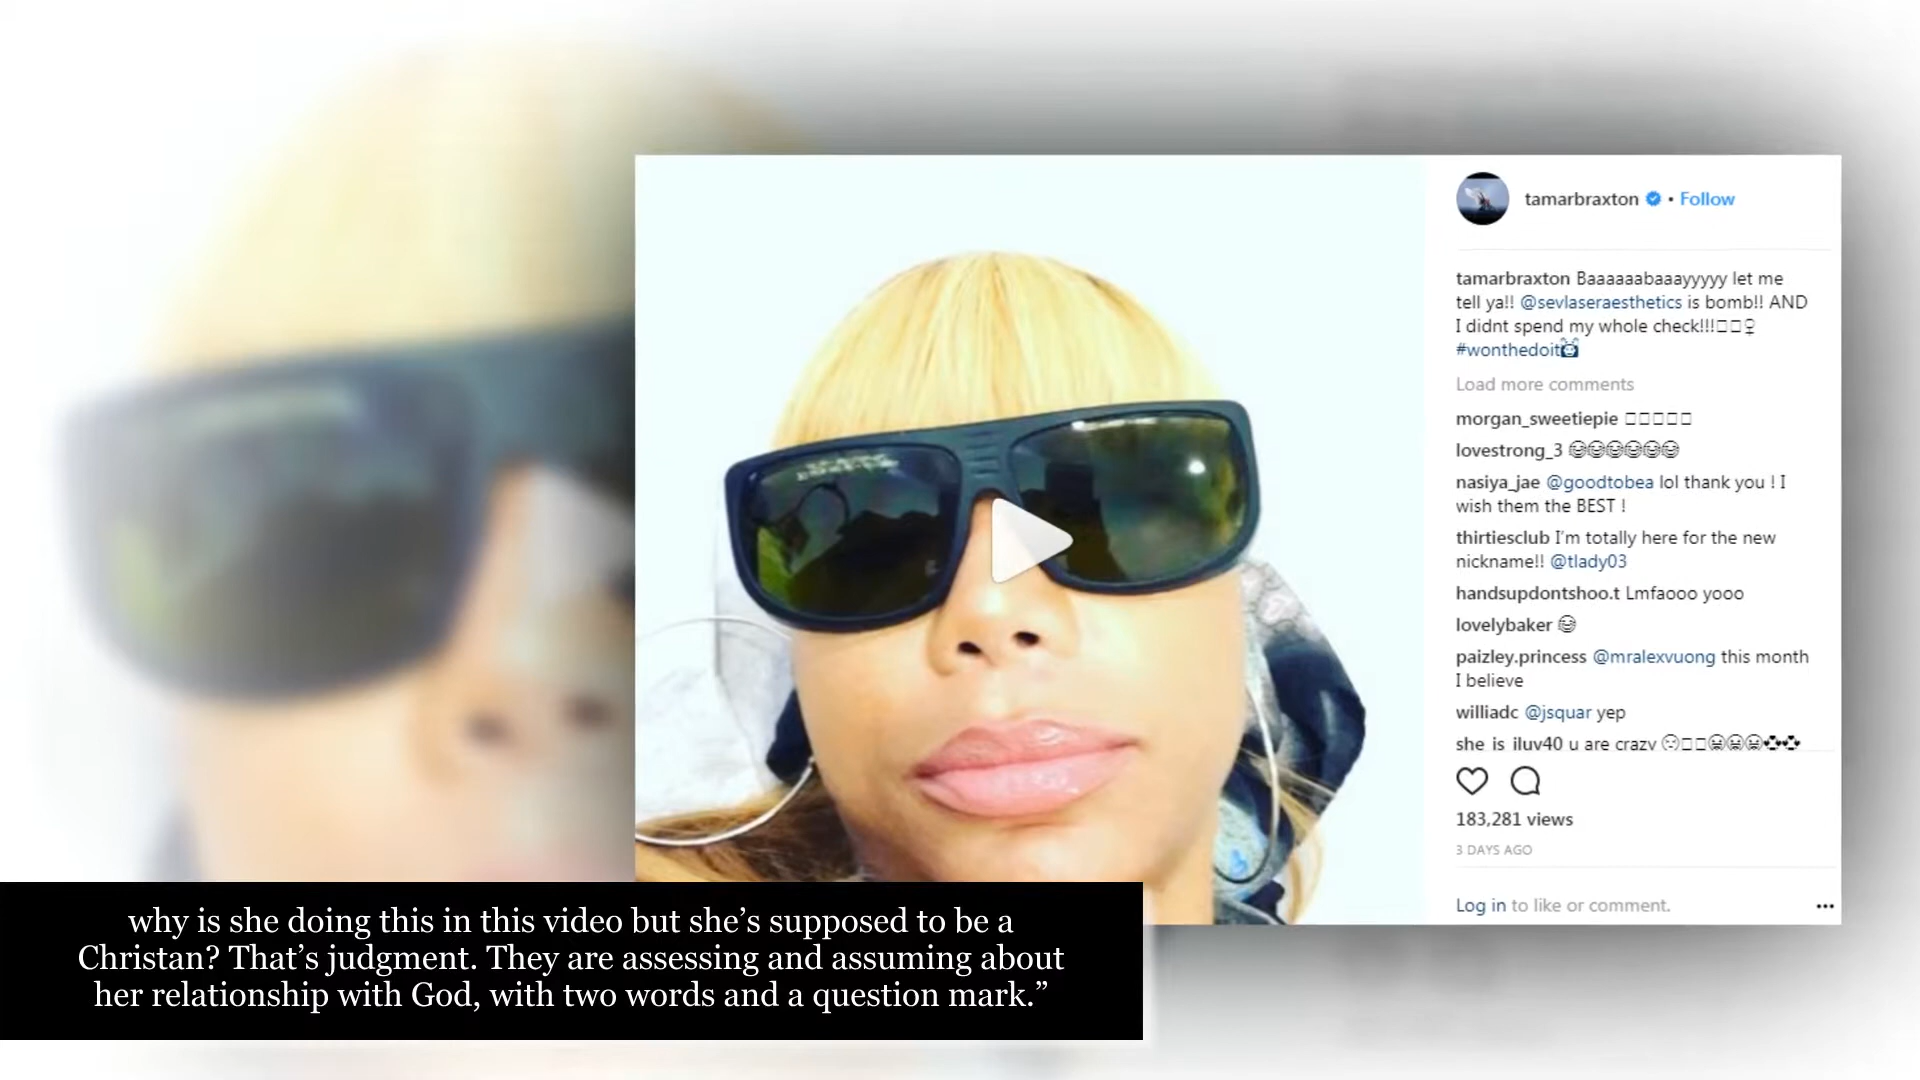 tamarbraxton • Follow
tamarbraxton Baaaaaabaaayyyyy let me
tell ya!! @sevlaseraesthetics is bomb!! AND
I didnt spend my whole check!!!□□♀
#wonthedoit
Load more comments
morgan_sweetiepie □□□□□
lovestrong_3 😂😂😂😂😂😂
nasiya_jae @goodtobea lol thank you ! I
wish them the BEST !
thirtiesclub I'm totally here for the new
nickname!! @tlady03
handsupdontshoo.t Lmfaooo yooo
lovelybaker 😂
paizley.princess @mralexvuong this month
I believe
williadc @jsquar yep
she_is_iluv40 u are crazy
183,281 views
3 DAYS AGO
Log in to like or comment.
why is she doing this in this video but she’s supposed to be a
Christan? That’s judgment. They are assessing and assuming about
her relationship with God, with two words and a question mark.”